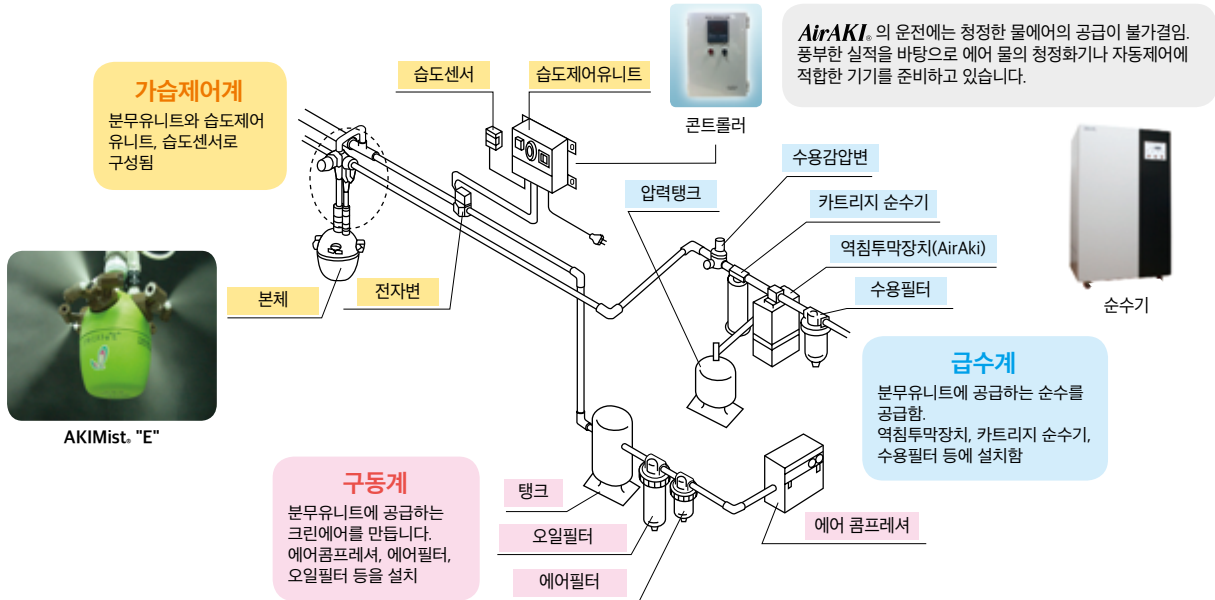 AirAKI® 의 운전에는 청정한 물에어의 공급이 불가결임.
풍부한 실적을 바탕으로 에어 물의 청정화기나 자동제어에
적합한 기기를 준비하고 있습니다.
가습제어계
분무유니트와 습도제어
유니트, 습도센서로
구성됨
습도센서
습도제어유니트
콘트롤러
수용감압변
압력탱크
카트리지 순수기
역침투막장치(AirAki)
수용필터
순수기
본체
전자변
AKIMist® "E"
급수계
분무유니트에 공급하는 순수를
공급함.
역침투막장치, 카트리지 순수기,
수용필터 등에 설치함
구동계
분무유니트에 공급하는
크린에어를 만듭니다.
에어콤프레셔, 에어필터,
오일필터 등을 설치
탱크
오일필터
에어필터
에어 콤프레셔